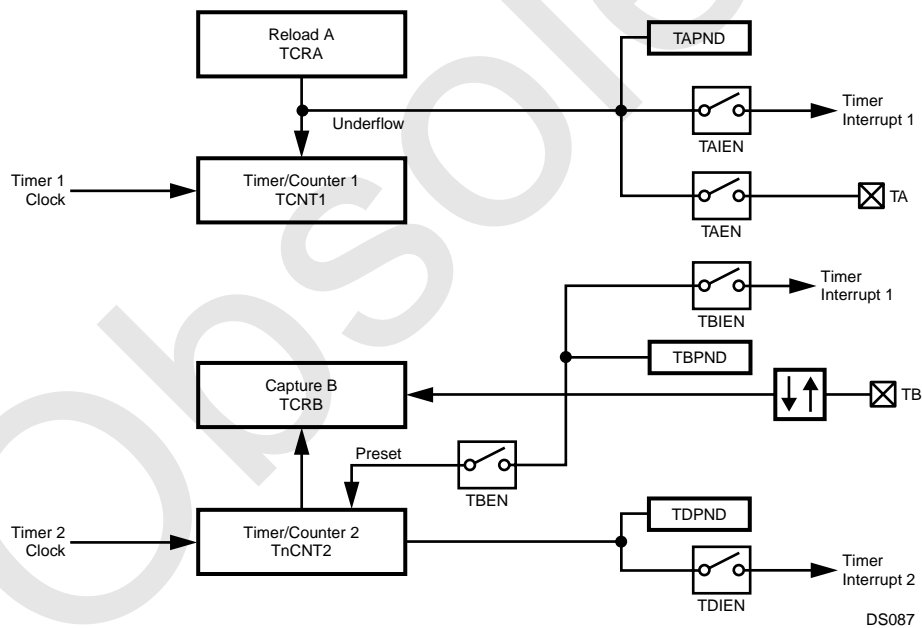 Reload A
TCRA
TAPND
Underflow
Timer
Interrupt 1
TAIEN
Timer 1
Clock
Timer/Counter 1
TCNT1
TA
TAEN
Timer
Interrupt 1
TBIEN
TBPND
Capture B
TCRB
TB
Preset
TBEN
TDPND
Timer 2
Clock
Timer/Counter 2
TnCNT2
Timer
Interrupt 2
TDIEN
DS087
Obsole